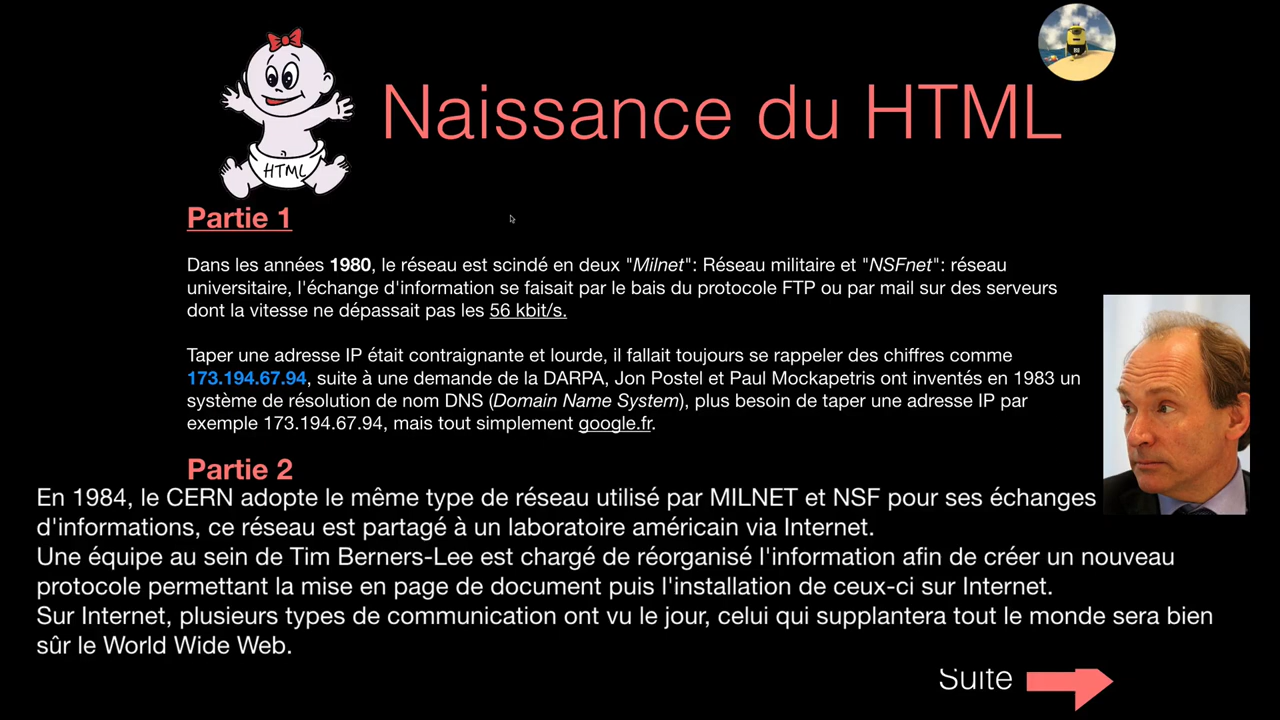 HTML
Naissance du HTML
Partie 1
Dans les années 1980, le réseau est scindé en deux "Milnet": Réseau militaire et "NSFnet": réseau
universitaire, l'échange d'information se faisait par le bais du protocole FTP ou par mail sur des serveurs
dont la vitesse ne dépassait pas les 56 kbit/s.
Taper une adresse IP était contraignante et lourde, il fallait toujours se rappeler des chiffres comme
173.194.67.94, suite à une demande de la DARPA, Jon Postel et Paul Mockapetris ont inventés en 1983 un
système de résolution de nom DNS (Domain Name System), plus besoin de taper une adresse IP par
exemple 173.194.67.94, mais tout simplement google.fr.
Partie 2
En 1984, le CERN adopte le même type de réseau utilisé par MILNET et NSF pour ses échanges
d'informations, ce réseau est partagé à un laboratoire américain via Internet.
Une équipe au sein de Tim Berners-Lee est chargé de réorganisé l'information afin de créer un nouveau
protocole permettant la mise en page de document puis l'installation de ceux-ci sur Internet.
Sur Internet, plusieurs types de communication ont vu le jour, celui qui supplantera tout le monde sera bien
sûr le World Wide Web.
Suite